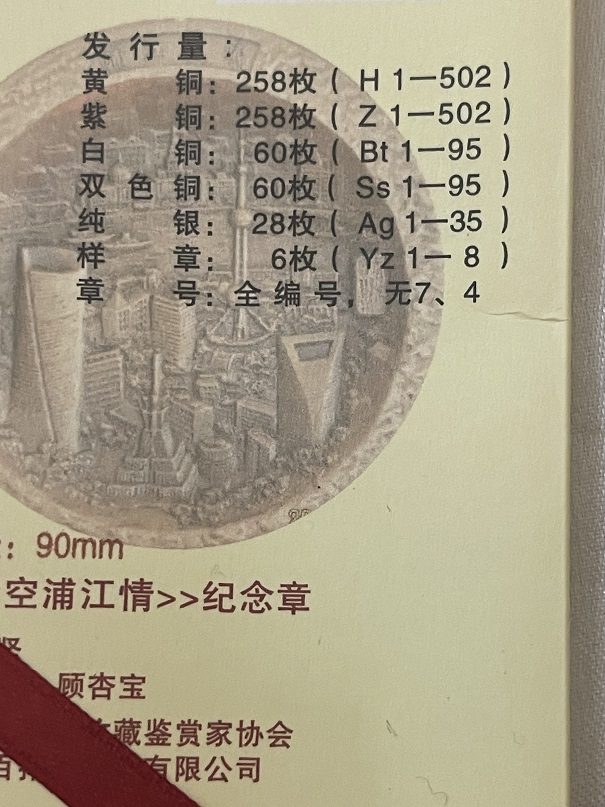 发行量：
黄铜：258枚（H 1—502）
紫铜：258枚（Z 1—502）
白铜：60枚（Bt 1—95）
双色铜：60枚（Ss 1—95）
纯银：28枚（Ag 1—35）
样章：6枚（Yz 1— 8）
章号：全编号，无7、4
：90mm
空浦江情>>纪念章
顾杏宝
藏鉴赏家协会
有限公司